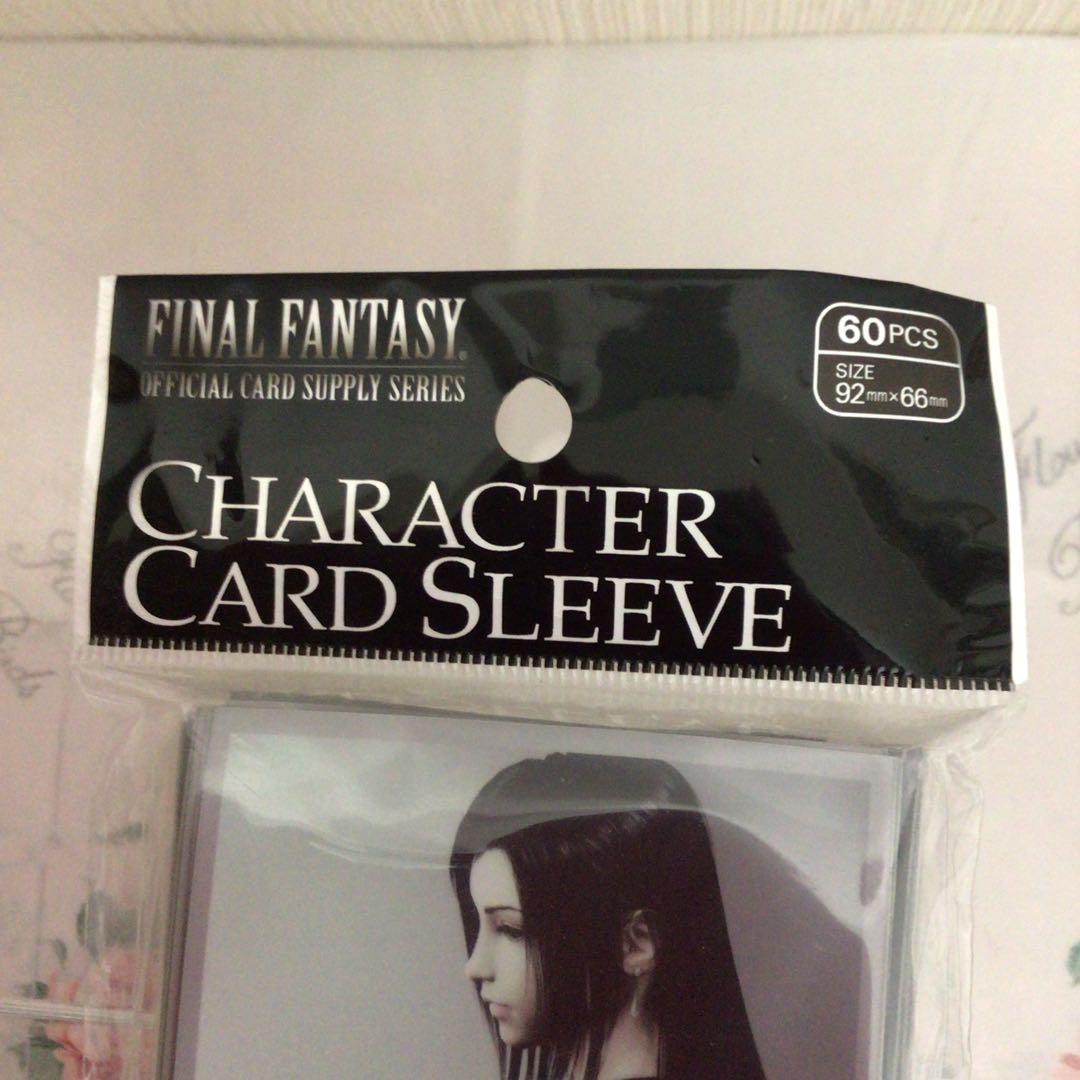 FINAL FANTASY®
OFFICIAL CARD SUPPLY SERIES
60PCS
SIZE
92mm×66mm
CHARACTER
CARD SLEEVE